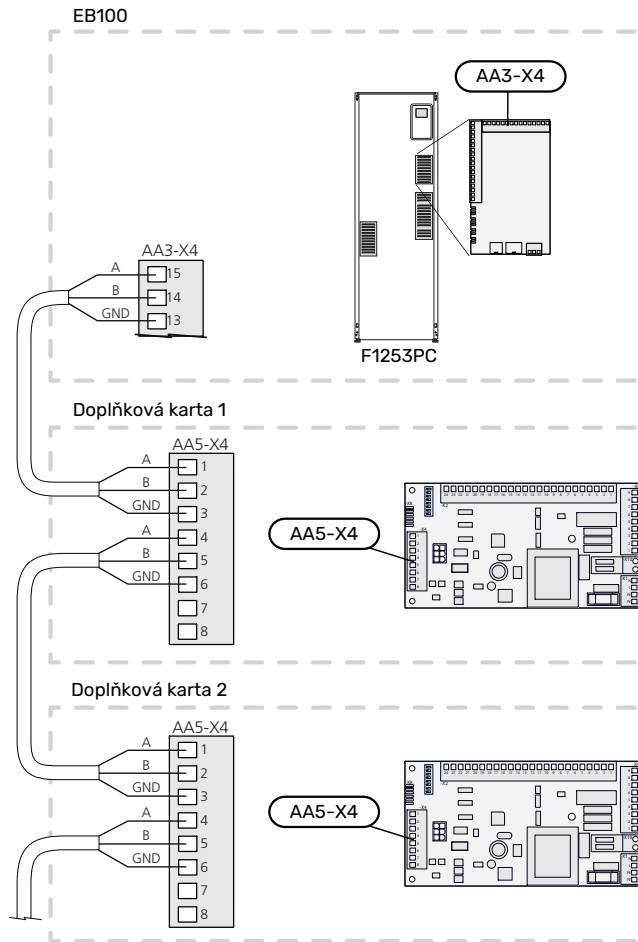 EB100
AA3-X4
AA3-X4
A
15
B
14
GND
13
F1253PC
Doplňková karta 1
AA5-X4
A
1
B
2
GND
3
A
4
B
5
GND
6
7
8
AA5-X4
Doplňková karta 2
AA5-X4
A
1
B
2
GND
3
A
4
B
5
GND
6
7
8
AA5-X4